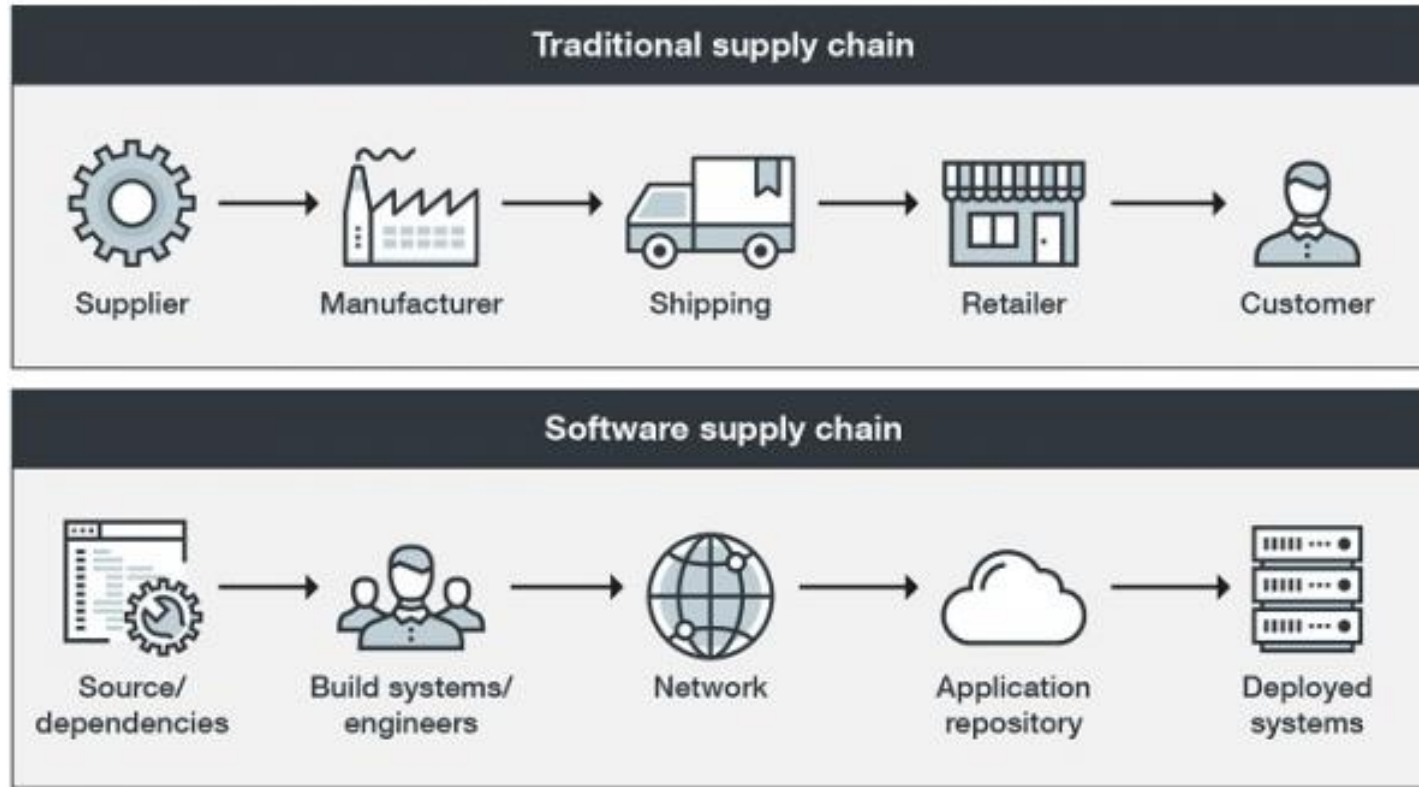 Traditional supply chain
Supplier
Manufacturer
Shipping
Retailer
Customer
Software supply chain
Source/
dependencies
Build systems/
engineers
Network
Application
repository
Deployed
systems